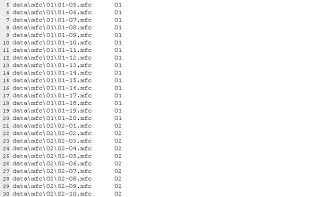 5 data\mfc\01\01-05.mfc 01
6 data\mfc\01\01-06.mfc 01
7 data\mfc\01\01-07.mfc 01
8 data\mfc\01\01-08.mfc 01
9 data\mfc\01\01-09.mfc 01
10 data\mfc\01\01-10.mfc 01
11 data\mfc\01\01-11.mfc 01
12 data\mfc\01\01-12.mfc 01
13 data\mfc\01\01-13.mfc 01
14 data\mfc\01\01-14.mfc 01
15 data\mfc\01\01-15.mfc 01
16 data\mfc\01\01-16.mfc 01
17 data\mfc\01\01-17.mfc 01
18 data\mfc\01\01-18.mfc 01
19 data\mfc\01\01-19.mfc 01
20 data\mfc\01\01-20.mfc 01
21 data\mfc\02\02-01.mfc 02
22 data\mfc\02\02-02.mfc 02
23 data\mfc\02\02-03.mfc 02
24 data\mfc\02\02-04.mfc 02
25 data\mfc\02\02-05.mfc 02
26 data\mfc\02\02-06.mfc 02
27 data\mfc\02\02-07.mfc 02
28 data\mfc\02\02-08.mfc 02
29 data\mfc\02\02-09.mfc 02
30 data\mfc\02\02-10.mfc 02